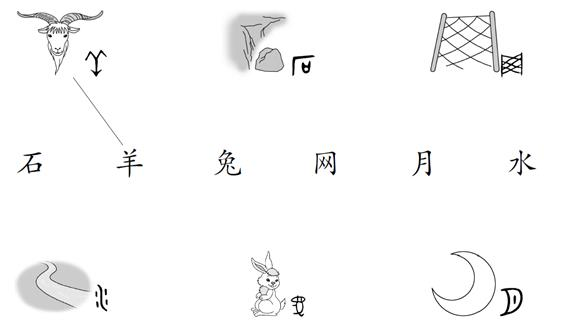 石 羊 兔 网 月 水